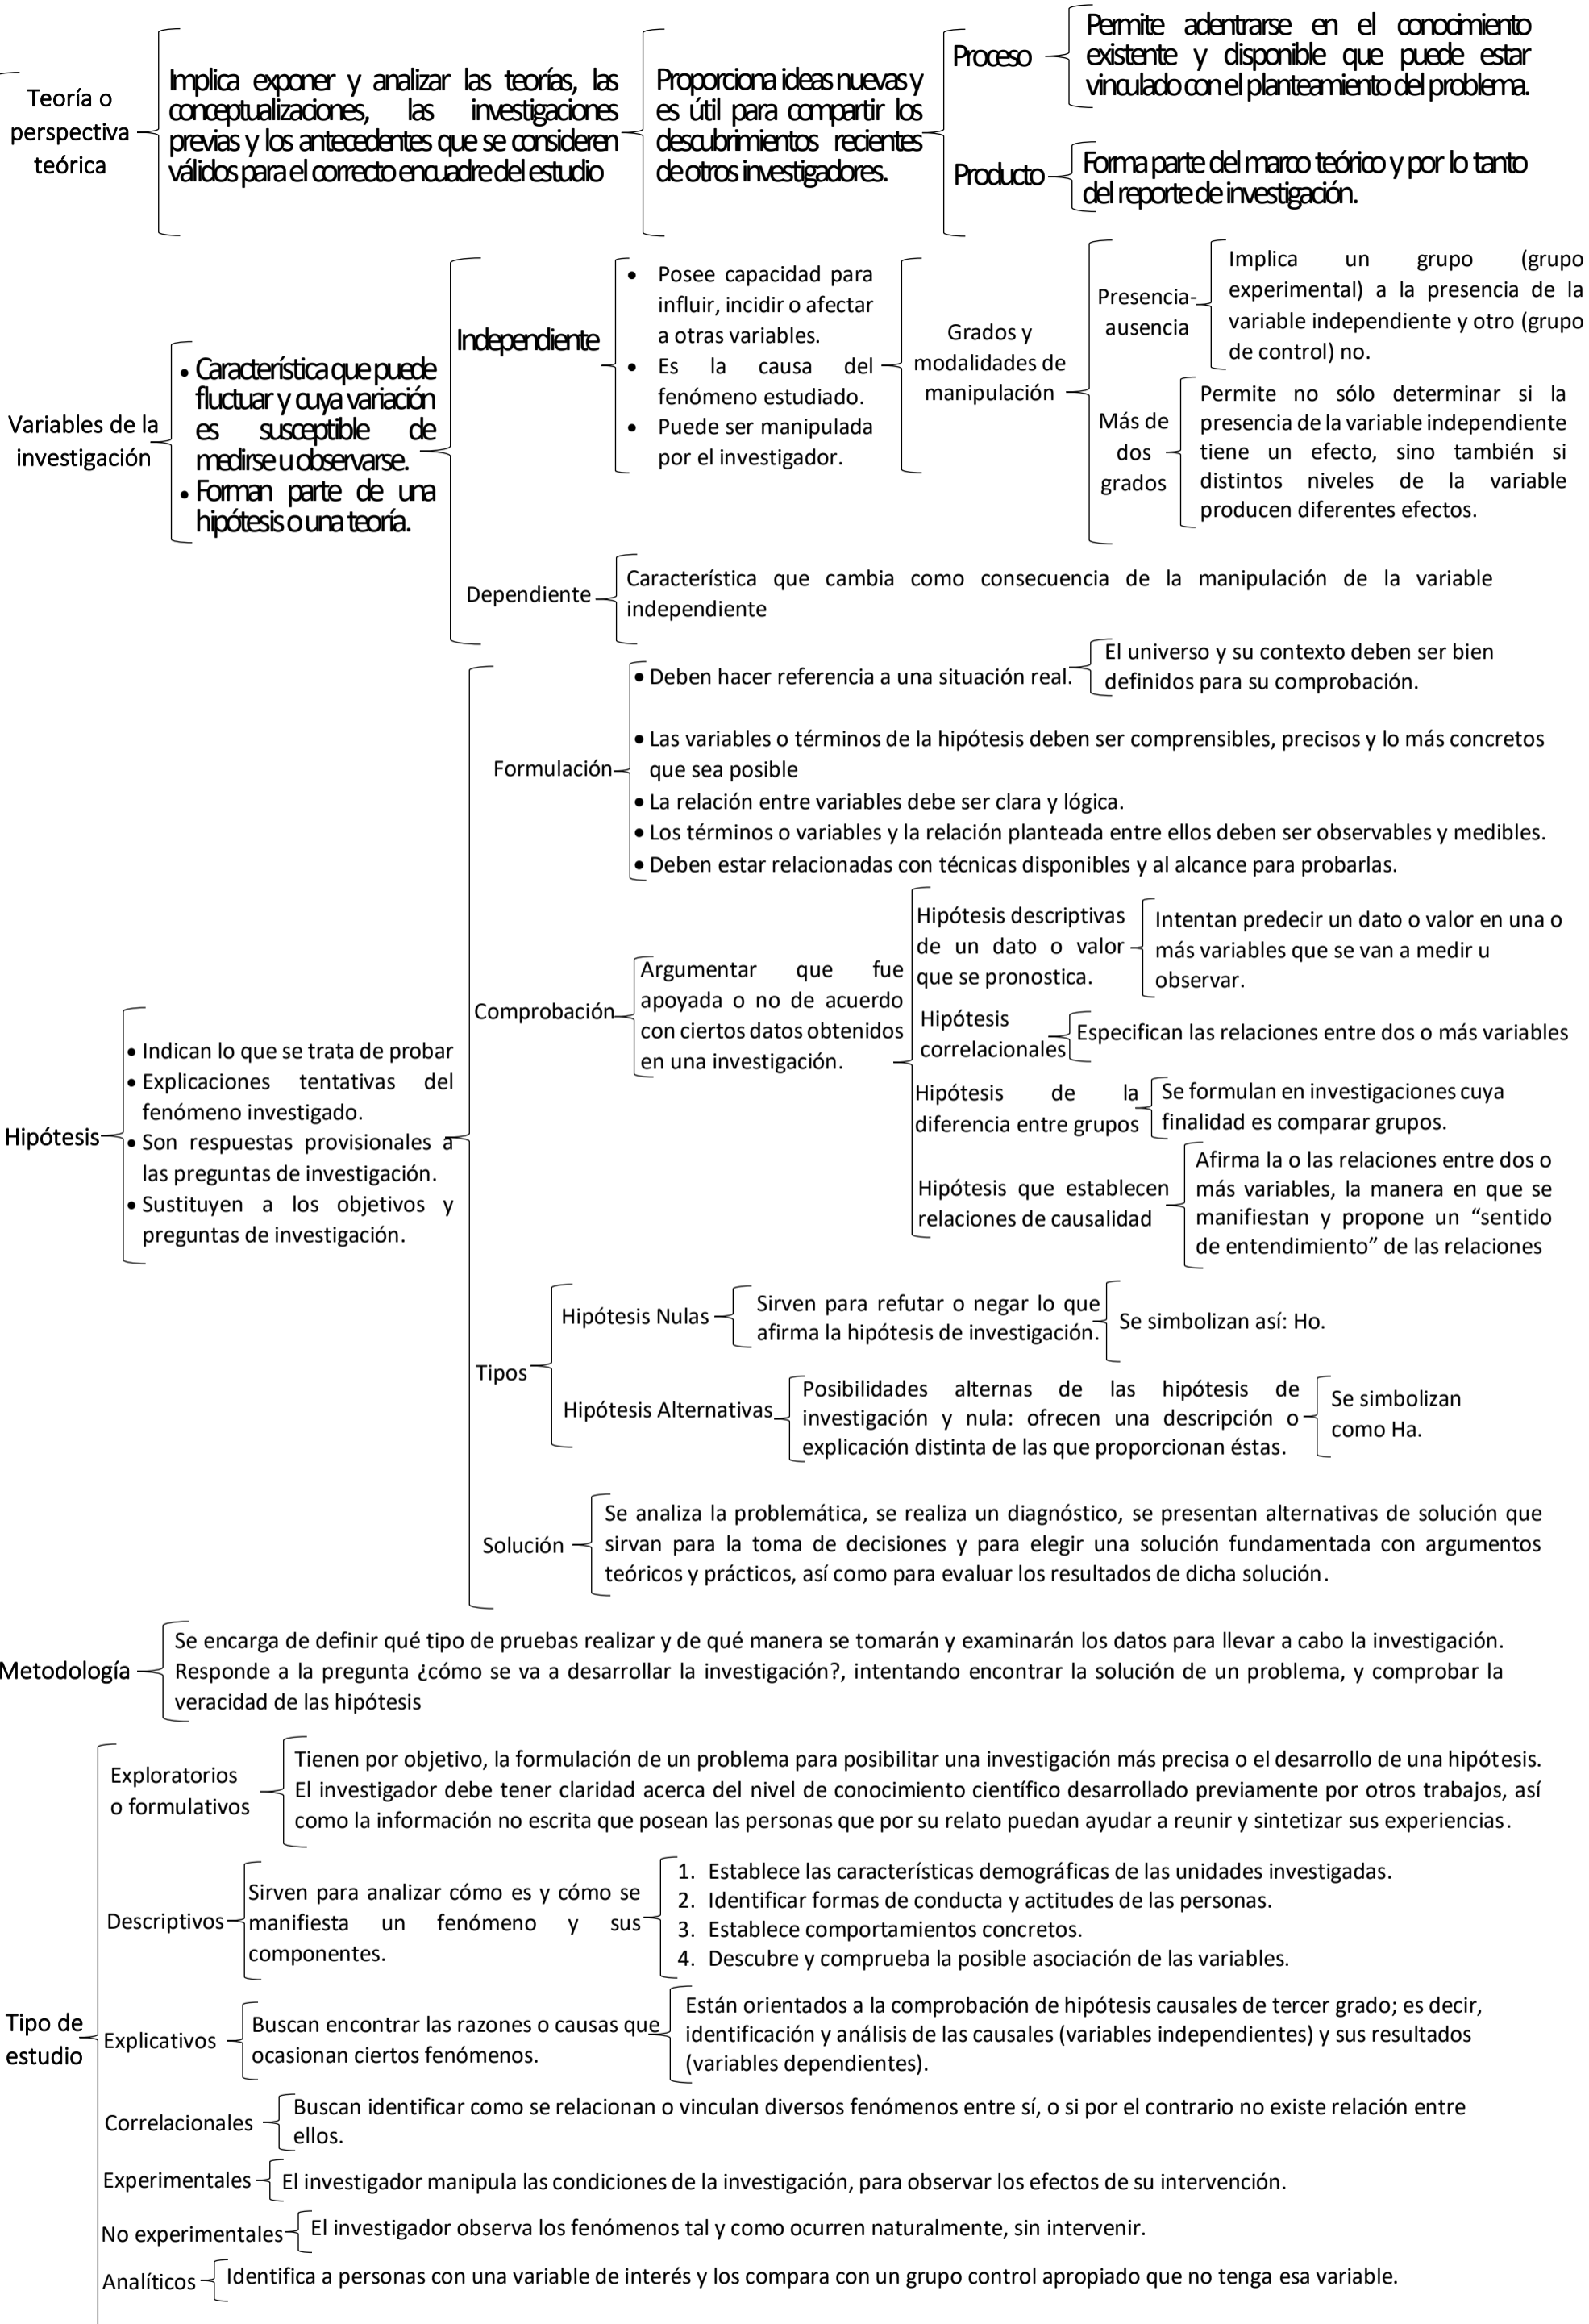 Teoría o
perspectiva
teórica
Implica exponer y analizar las teorías, las
conceptualizaciones, las investigaciones
previas y los antecedentes que se consideren
válidos para el correcto encuadre del estudio
Proporciona ideas nuevas y
es útil para compartir los
descubrimientos recientes
de otros investigadores.
Proceso
Permite adentrarse en el conocimiento
existente y disponible que puede estar
vinculado con el planteamiento del problema.
Producto
Forma parte del marco teórico y por lo tanto
del reporte de investigación.
Variables de la
investigación
• Característica que puede
fluctuar y cuya variación
es susceptible de
medirse u observarse.
• Forman parte de una
hipótesis o una teoría.
Independiente
• Posee capacidad para
influir, incidir o afectar
a otras variables.
• Es la causa del
fenómeno estudiado.
• Puede ser manipulada
por el investigador.
Grados y
modalidades de
manipulación
Presencia-
ausencia
Implica un grupo (grupo
experimental) a la presencia de la
variable independiente y otro (grupo
de control) no.
Más de
dos
grados
Permite no sólo determinar si la
presencia de la variable independiente
tiene un efecto, sino también si
distintos niveles de la variable
producen diferentes efectos.
Dependiente
Característica que cambia como consecuencia de la manipulación de la variable
independiente
Hipótesis
• Indican lo que se trata de probar
• Explicaciones tentativas del
fenómeno investigado.
• Son respuestas provisionales a
las preguntas de investigación.
• Sustituyen a los objetivos y
preguntas de investigación.
Formulación
• Deben hacer referencia a una situación real.
El universo y su contexto deben ser bien
definidos para su comprobación.
• Las variables o términos de la hipótesis deben ser comprensibles, precisos y lo más concretos
que sea posible
• La relación entre variables debe ser clara y lógica.
• Los términos o variables y la relación planteada entre ellos deben ser observables y medibles.
• Deben estar relacionadas con técnicas disponibles y al alcance para probarlas.
Comprobación
Argumentar que fue
apoyada o no de acuerdo
con ciertos datos obtenidos
en una investigación.
Hipótesis descriptivas
de un dato o valor
que se pronostica.
Intentan predecir un dato o valor en una o
más variables que se van a medir u
observar.
Hipótesis
correlacionales
Especifican las relaciones entre dos o más variables
Hipótesis de la
diferencia entre grupos
Se formulan en investigaciones cuya
finalidad es comparar grupos.
Hipótesis que establecen
relaciones de causalidad
Afirma la o las relaciones entre dos o
más variables, la manera en que se
manifiestan y propone un “sentido
de entendimiento” de las relaciones
Tipos
Hipótesis Nulas
Sirven para refutar o negar lo que
afirma la hipótesis de investigación.
Se simbolizan así: Ho.
Hipótesis Alternativas
Posibilidades alternas de las hipótesis de
investigación y nula: ofrecen una descripción o
explicación distinta de las que proporcionan éstas.
Se simbolizan
como Ha.
Solución
Se analiza la problemática, se realiza un diagnóstico, se presentan alternativas de solución que
sirvan para la toma de decisiones y para elegir una solución fundamentada con argumentos
teóricos y prácticos, así como para evaluar los resultados de dicha solución.
Metodología
Se encarga de definir qué tipo de pruebas realizar y de qué manera se tomarán y examinarán los datos para llevar a cabo la investigación.
Responde a la pregunta ¿cómo se va a desarrollar la investigación?, intentando encontrar la solución de un problema, y comprobar la
veracidad de las hipótesis
Tipo de
estudio
Exploratorios
o formulativos
Tienen por objetivo, la formulación de un problema para posibilitar una investigación más precisa o el desarrollo de una hipótesis.
El investigador debe tener claridad acerca del nivel de conocimiento científico desarrollado previamente por otros trabajos, así
como la información no escrita que posean las personas que por su relato puedan ayudar a reunir y sintetizar sus experiencias.
Descriptivos
Sirven para analizar cómo es y cómo se
manifiesta un fenómeno y sus
componentes.
1. Establece las características demográficas de las unidades investigadas.
2. Identificar formas de conducta y actitudes de las personas.
3. Establece comportamientos concretos.
4. Descubre y comprueba la posible asociación de las variables.
Explicativos
Buscan encontrar las razones o causas que
ocasionan ciertos fenómenos.
Están orientados a la comprobación de hipótesis causales de tercer grado; es decir,
identificación y análisis de las causales (variables independientes) y sus resultados
(variables dependientes).
Correlacionales
Buscan identificar como se relacionan o vinculan diversos fenómenos entre sí, o si por el contrario no existe relación entre
ellos.
Experimentales
El investigador manipula las condiciones de la investigación, para observar los efectos de su intervención.
No experimentales
El investigador observa los fenómenos tal y como ocurren naturalmente, sin intervenir.
Analíticos
Identifica a personas con una variable de interés y los compara con un grupo control apropiado que no tenga esa variable.